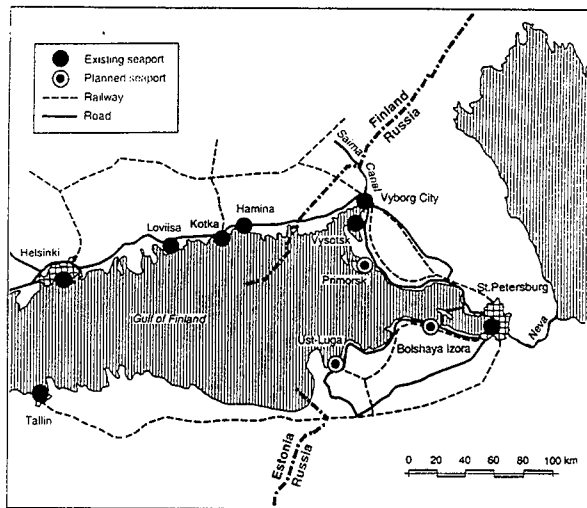 Existing seaport
Planned seaport
Railway
Road
Finland
Russia
Saima Canal
Vyborg City
Hamina
Kotka
Loviisa
Vysotsk
Helsinki
Primorsk
St.Petersburg
Gulf of Finland
Neva
Ust-Luga
Bolshaya Izora
Tallin
Estonia
Russia
0 20 40 60 80 100 km